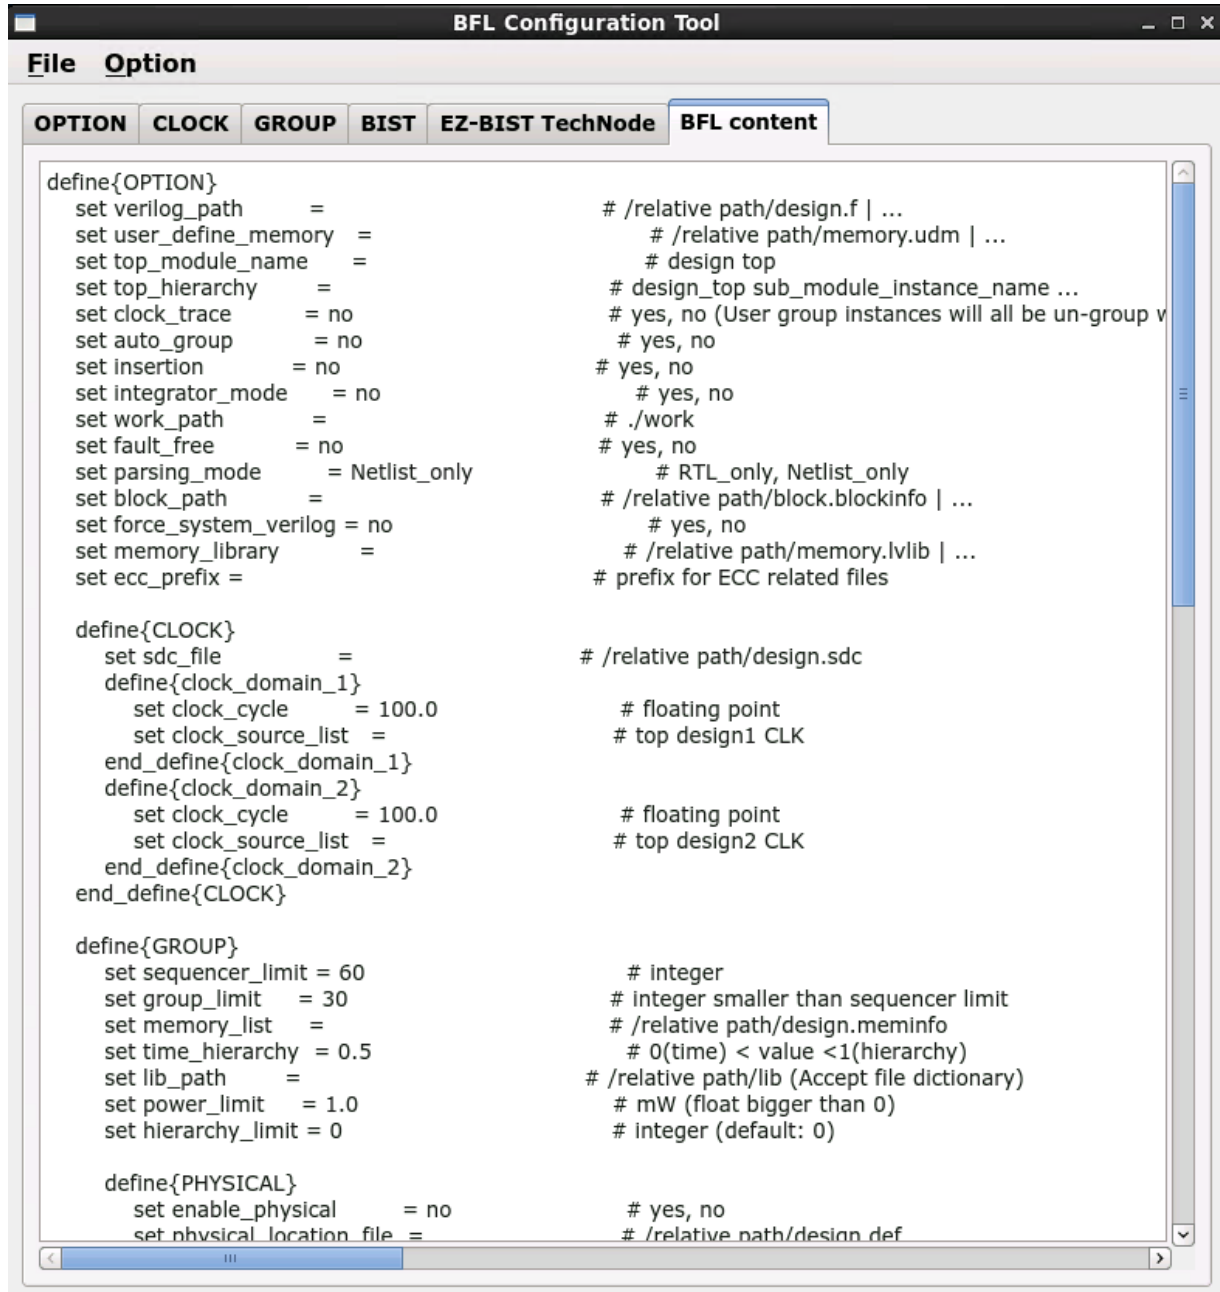 BFL Configuration Tool
File Option
OPTION CLOCK GROUP BIST EZ-BIST TechNode BFL content
define{OPTION}
set verilog_path = # /relative path/design.f | ...
set user_define_memory = # /relative path/memory.udm | ...
set top_module_name = # design top
set top_hierarchy = # design_top sub_module_instance_name ...
set clock_trace = no # yes, no (User group instances will all be un-group
set auto_group = no # yes, no
set insertion = no # yes, no
set integrator_mode = no # yes, no
set work_path = # ./work
set fault_free = no # yes, no
set parsing_mode = Netlist_only # RTL_only, Netlist_only
set block_path = # /relative path/block.blockinfo | ...
set force_system_verilog = no # yes, no
set memory_library = # /relative path/memory.lvlib | ...
set ecc_prefix = # prefix for ECC related files
define{CLOCK}
set sdc_file = # /relative path/design.sdc
define{clock_domain_1}
set clock_cycle = 100.0 # floating point
set clock_source_list = # top design1 CLK
end_define{clock_domain_1}
define{clock_domain_2}
set clock_cycle = 100.0 # floating point
set clock_source_list = # top design2 CLK
end_define{clock_domain_2}
end_define{CLOCK}
define{GROUP}
set sequencer_limit = 60 # integer
set group_limit = 30 # integer smaller than sequencer limit
set memory_list = # /relative path/design.meminfo
set time_hierarchy = 0.5 # 0(time) < value <1(hierarchy)
set lib_path = # /relative path/lib (Accept file dictionary)
set power_limit = 1.0 # mW (float bigger than 0)
set hierarchy_limit = 0 # integer (default: 0)
define{PHYSICAL}
set enable_physical = no # yes, no
set physical_location_file = # /relative path/design.def